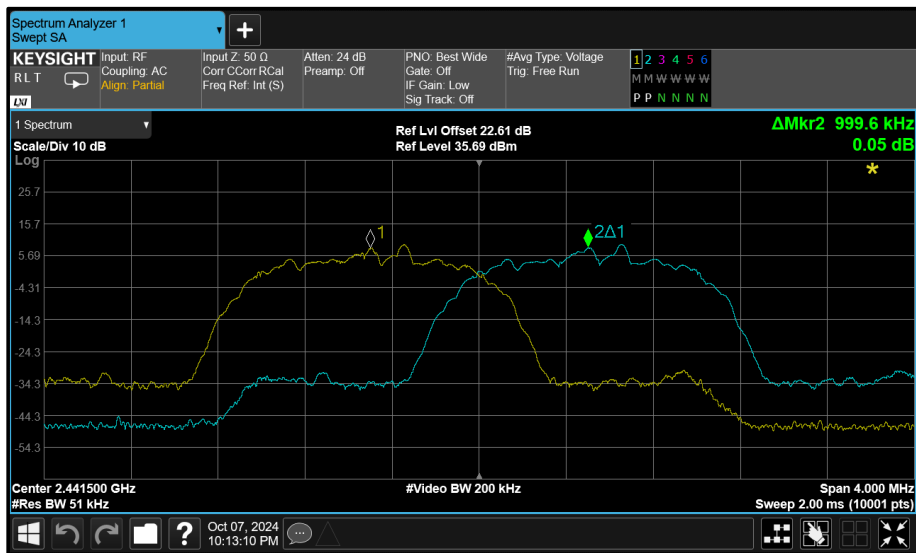 Spectrum Analyzer 1
Swept SA
KEYSIGHT
R L T
LXI
Input: RF
Coupling: AC
Align: Partial
Input Z: 50 Ω
Corr CCorr RCal
Freq Ref: Int (S)
Atten: 24 dB
Preamp: Off
PNO: Best Wide
Gate: Off
IF Gain: Low
Sig Track: Off
#Avg Type: Voltage
Trig: Free Run
1 2 3 4 5 6
M M W W W W
P P N N N N
1 Spectrum
Scale/Div 10 dB
Ref Lvl Offset 22.61 dB
Ref Level 35.69 dBm
ΔMkr2 999.6 kHz
0.05 dB
*
Log
25.7
15.7
5.69
-4.31
-14.3
-24.3
-34.3
-44.3
-54.3
1
2Δ1
Center 2.441500 GHz
#Video BW 200 kHz
Span 4.000 MHz
#Res BW 51 kHz
Sweep 2.00 ms (10001 pts)
?
Oct 07, 2024
10:13:10 PM